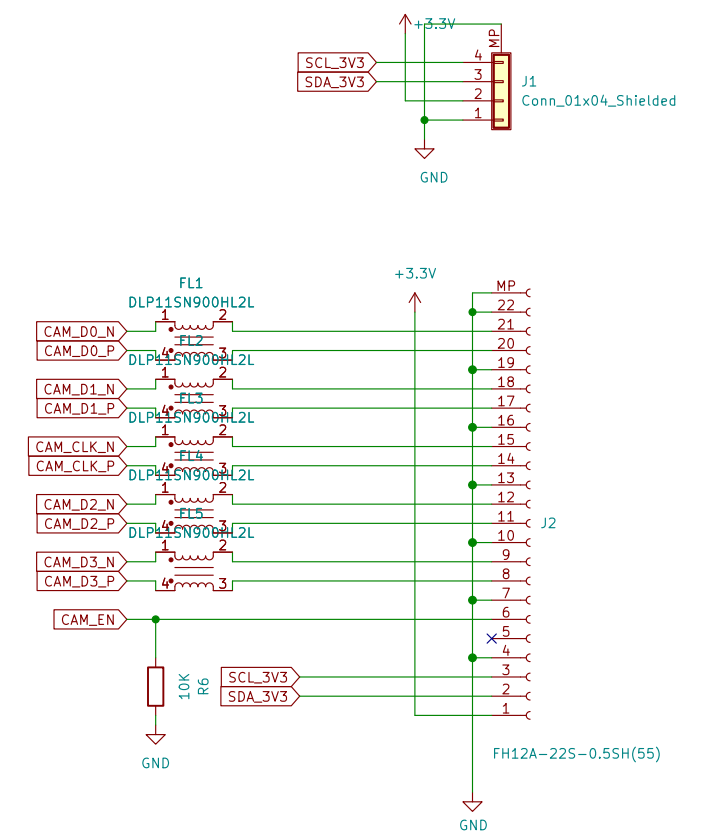 +3.3V
MP
SCL_3V3
4
SDA_3V3
3
J1
2
Conn_01x04_Shielded
1
GND
+3.3V
FL1
MP
DLP11SN900HL2L
22
1
2
CAM_D0_N
21
FL2
CAM_D0_P
4
3
20
DLP11SN900HL2L
19
1
2
CAM_D1_N
18
FL3
CAM_D1_P
4
3
17
DLP11SN900HL2L
16
1
2
CAM_CLK_N
15
FL4
CAM_CLK_P
4
3
14
DLP11SN900HL2L
13
1
2
CAM_D2_N
12
FL5
CAM_D2_P
4
3
11
J2
DLP11SN900HL2L
10
1
2
CAM_D3_N
9
CAM_D3_P
4
3
8
7
CAM_EN
6
5
4
10K
R6
SCL_3V3
3
SDA_3V3
2
1
GND
FH12A-22S-0.5SH(55)
GND